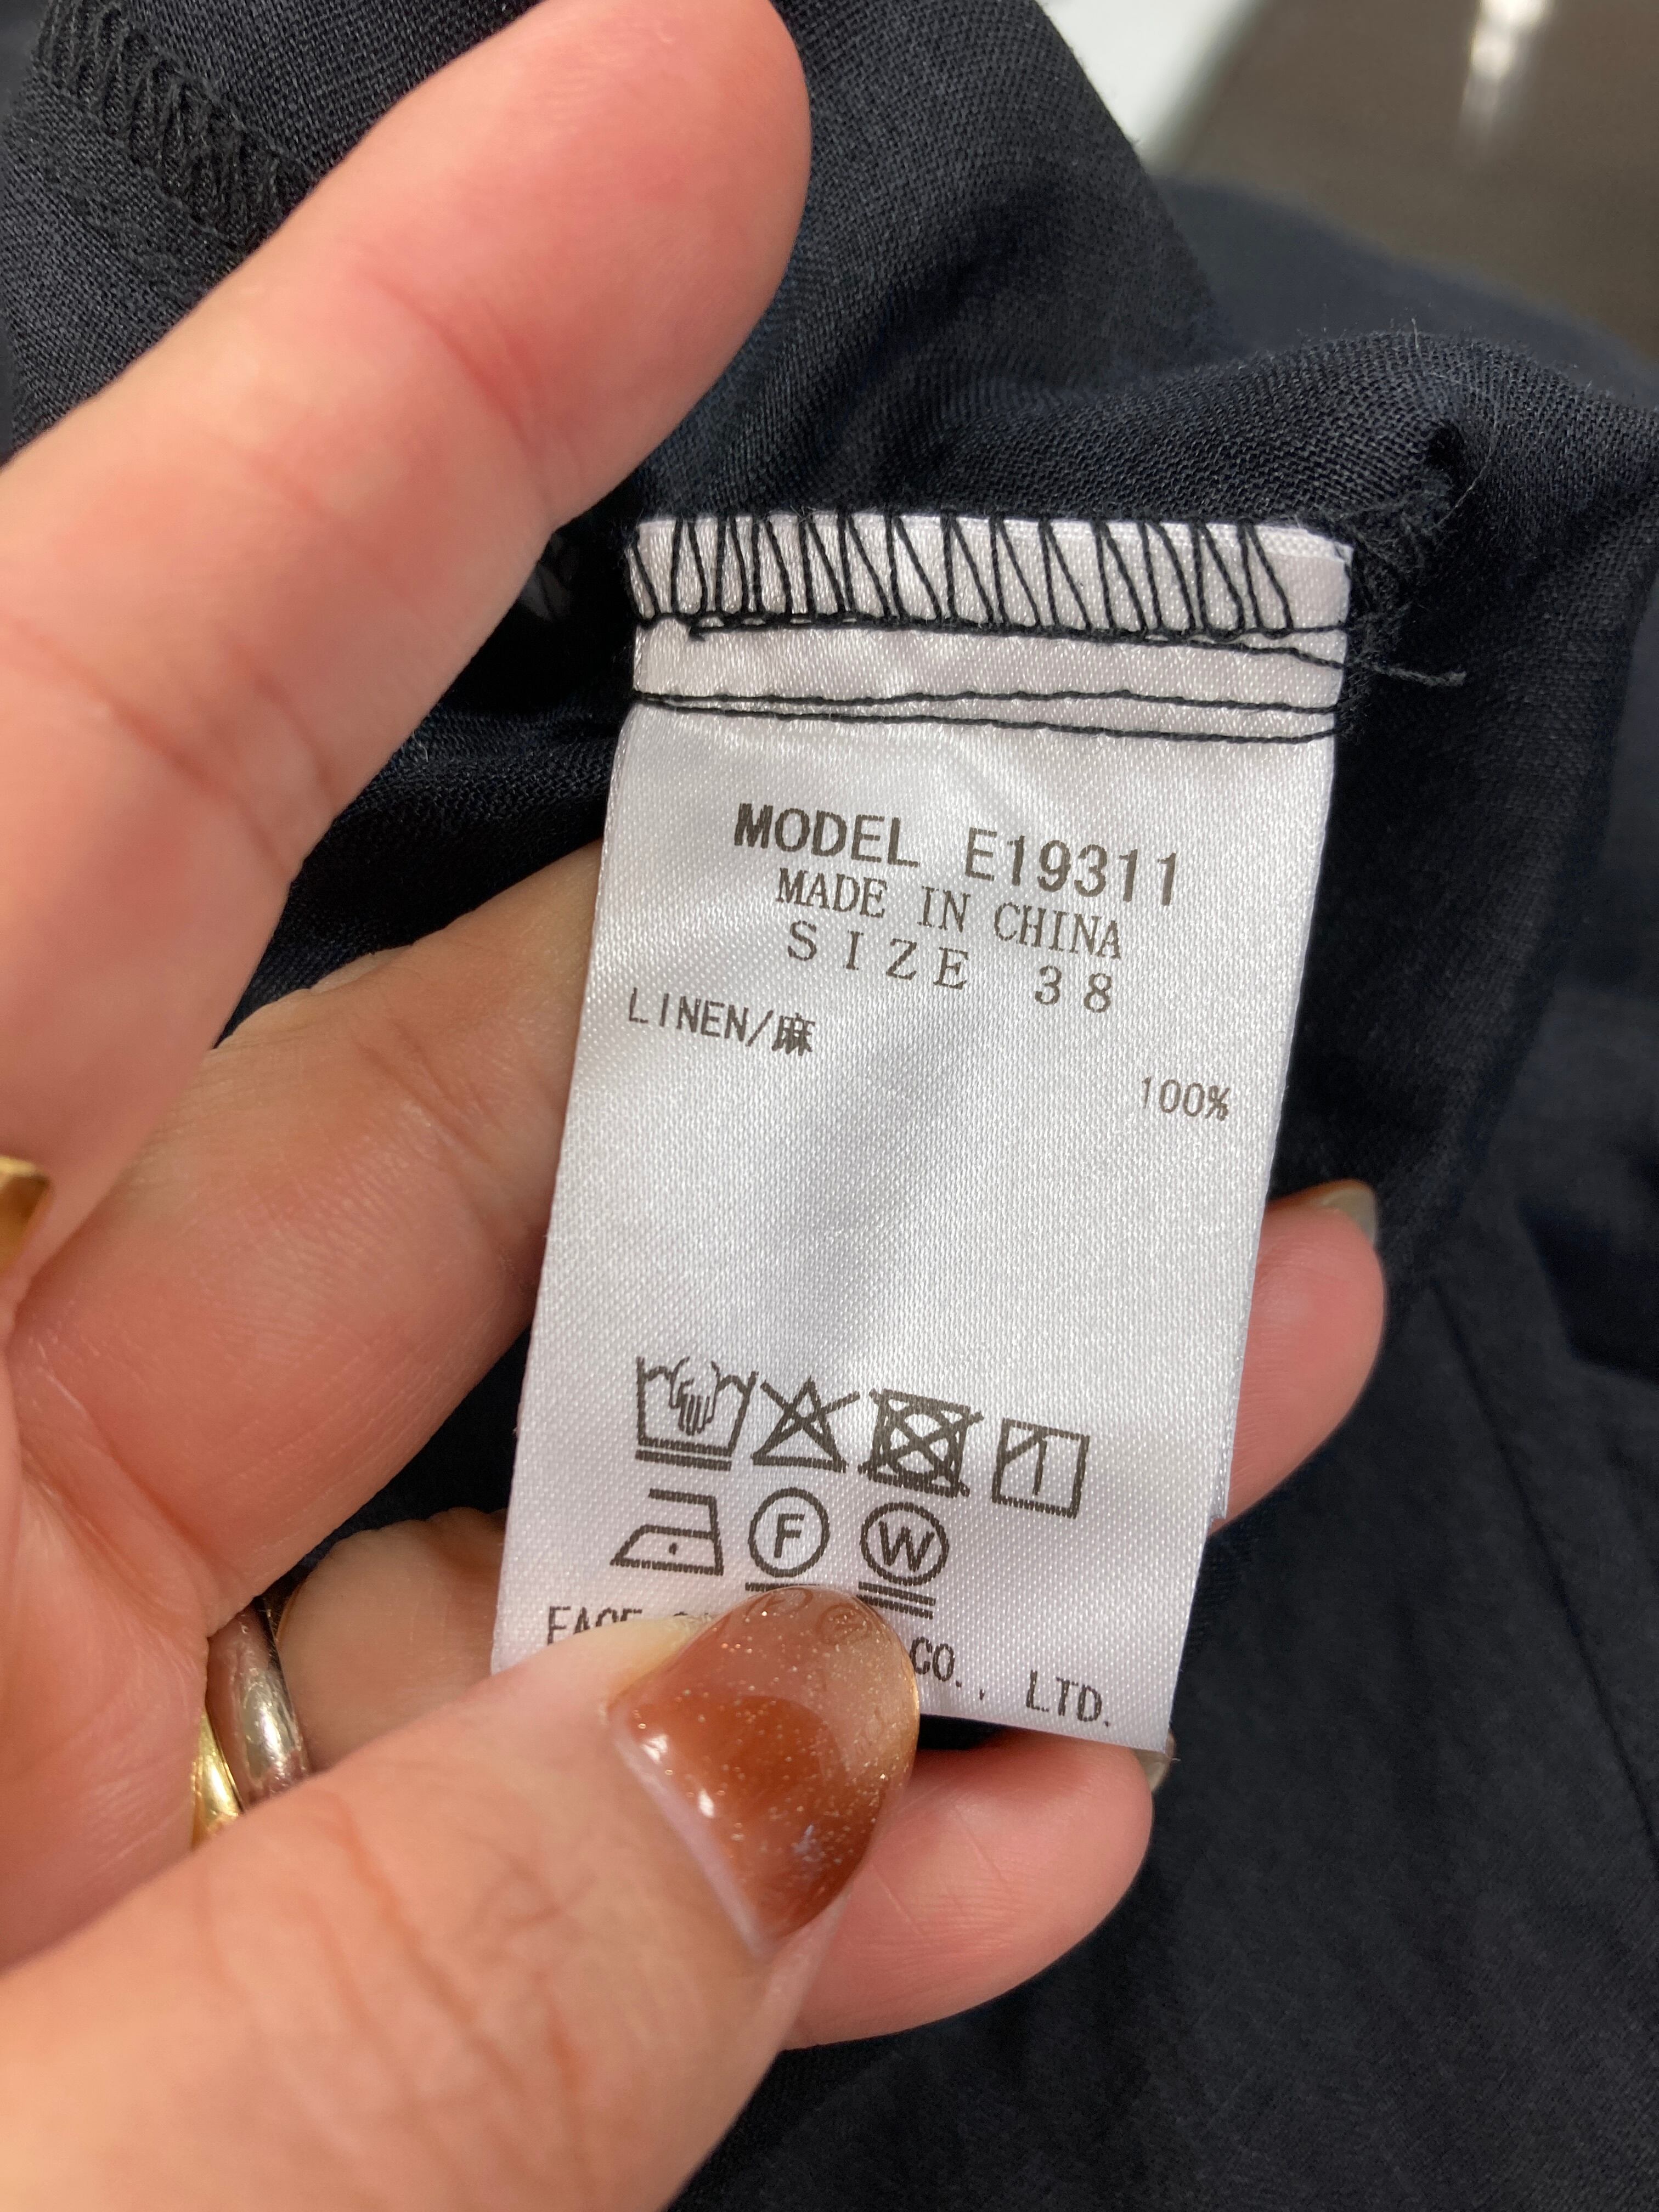 MODEL E19311
MADE IN CHINA
SIZE 38
LINEN/麻
100%
F
W
CO., LTD.